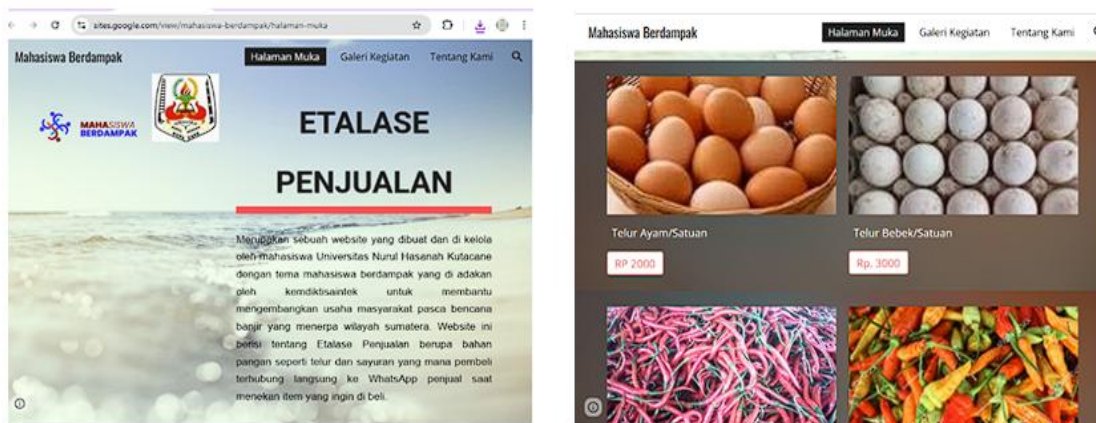 sites.google.com/view/mahasiswa-berdampak/halaman-muka
Mahasiswa Berdampak
Halaman Muka
Galeri Kegiatan
Tentang Kami
MAHASISWA
BERDAMPAK
ETALASE
PENJUALAN
Merupakan sebuah website yang dibuat dan di kelola
oleh mahasiswa Universitas Nurul Hasanah Kutacane
dengan tema mahasiswa berdampak yang di adakan
oleh kemdiktisaintek untuk membantu
mengembangkan usaha masyarakat pasca bencana
banjir yang menerpa wilayah sumatera. Website ini
berisi tentang Etalase Penjualan berupa bahan
pangan seperti telur dan sayuran yang mana pembeli
terhubung langsung ke WhatsApp penjual saat
menekan item yang ingin di beli.
Mahasiswa Berdampak
Halaman Muka
Galeri Kegiatan
Tentang Kami
Telur Ayam/Satuan
Telur Bebek/Satuan
RP 2000
Rp. 3000